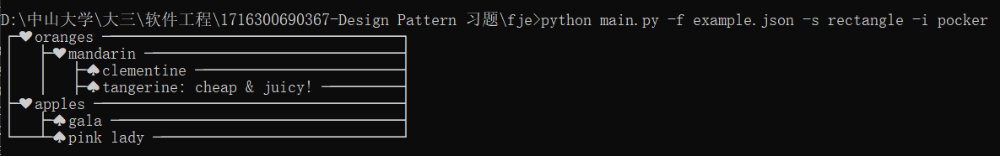 D:\中山大学\大三\软件工程\1716300690367-Design Pattern 习题\fje>python main.py -f example.json -s rectangle -i pocker
┌─♥oranges ───────────────────────────────────┐
│   ├─♥mandarin ──────────────────────────────┤
│   │   ├─♠clementine ────────────────────────┤
│   │   ├─♠tangerine: cheap & juicy! ─────────┤
├─♥apples ────────────────────────────────────┤
│   ├─♠gala ──────────────────────────────────┤
└───┴─♠pink lady ─────────────────────────────┘